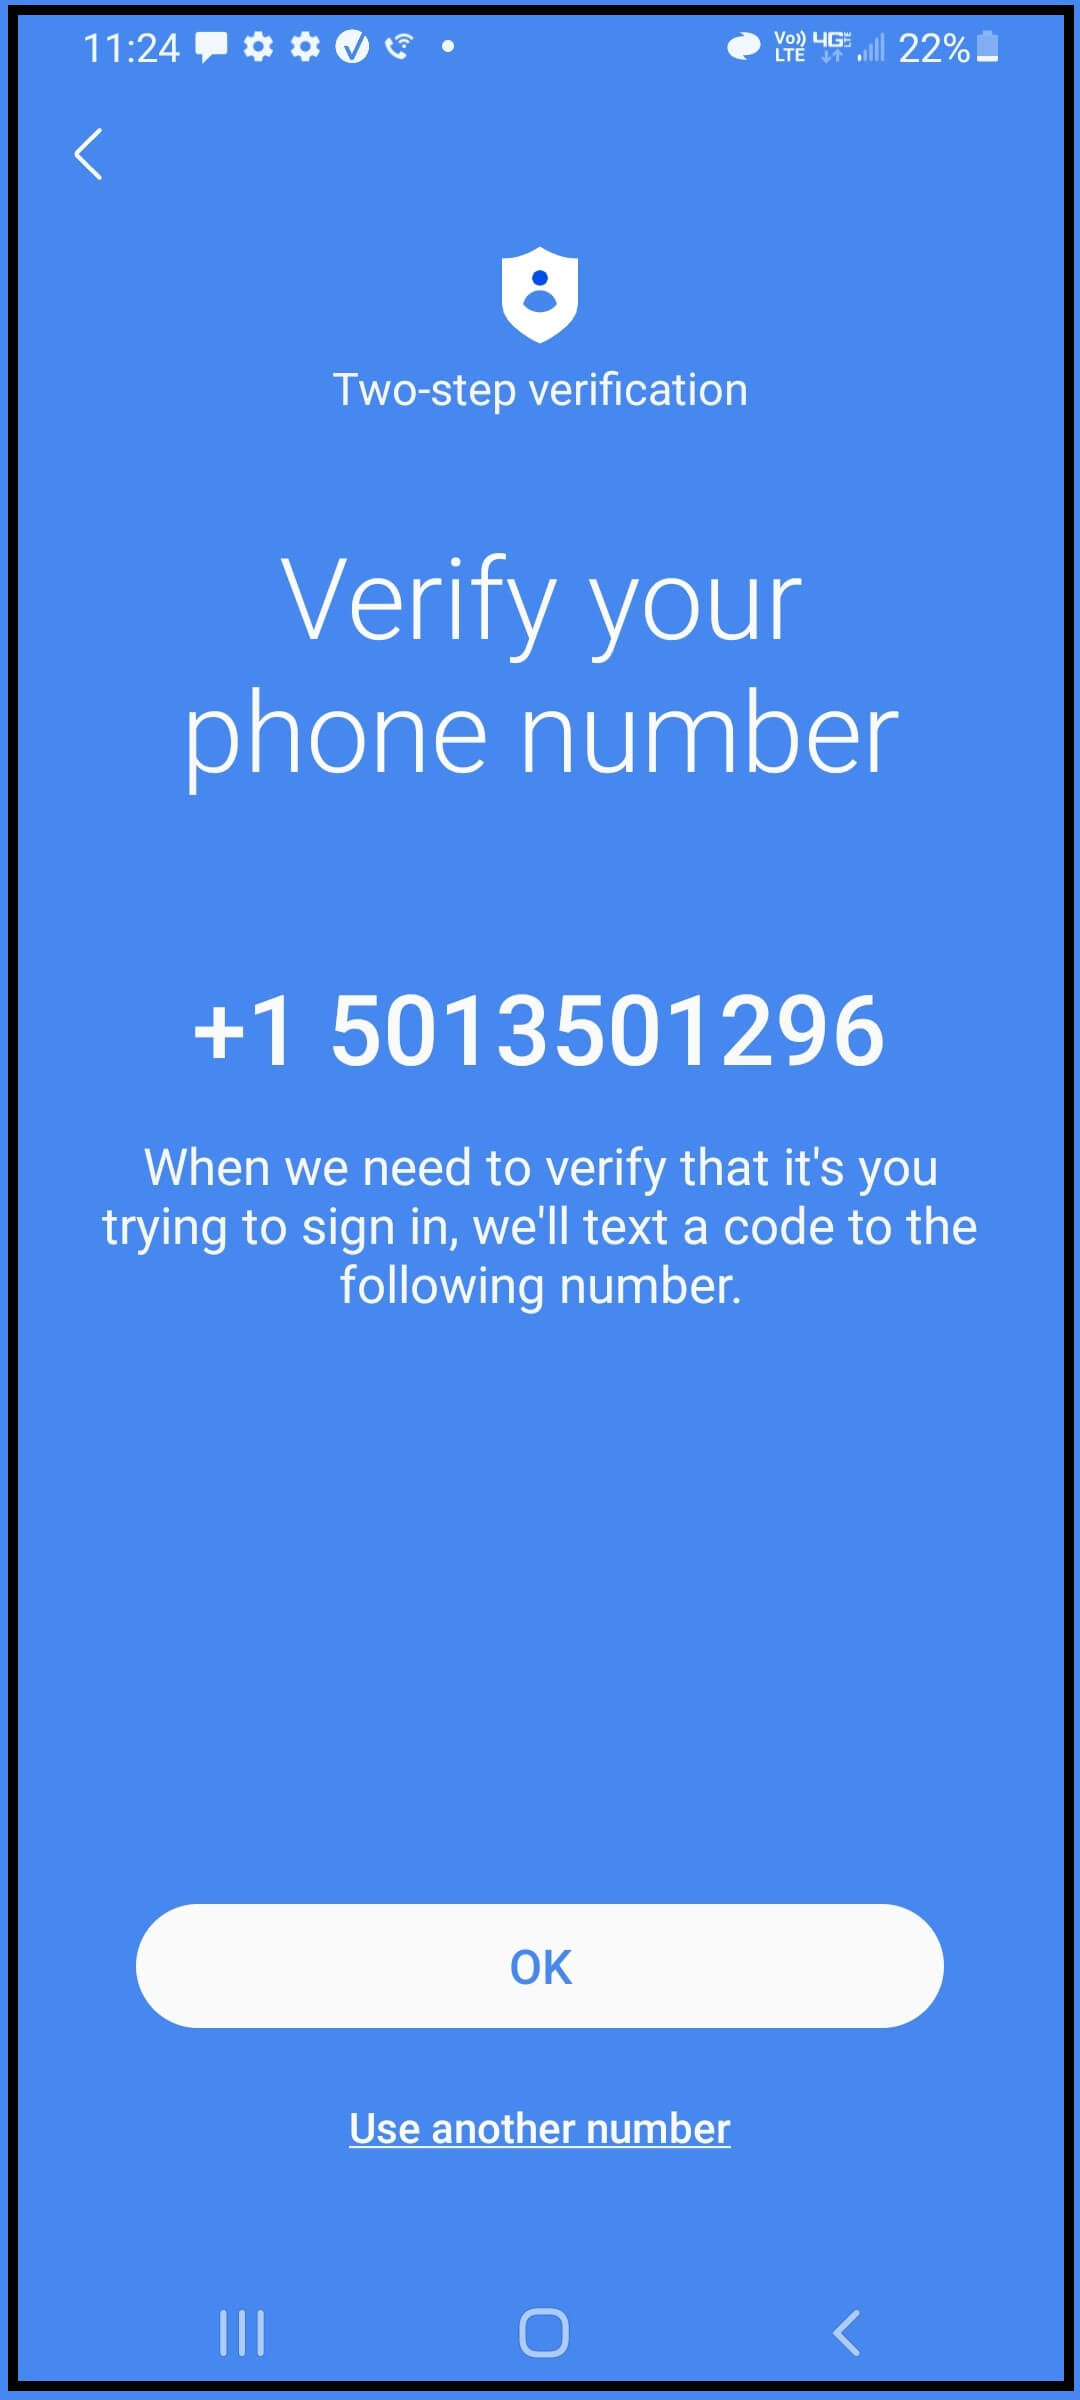 11:24
Vo)) LTE 4G LTE 22%
Two-step verification
Verify your
phone number
+1 5013501296
When we need to verify that it's you
trying to sign in, we'll text a code to the
following number.
OK
Use another number